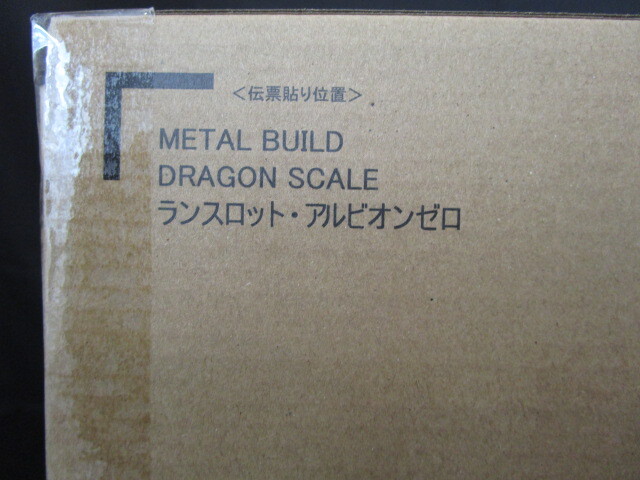 ＜伝票貼り位置＞
METAL BUILD
DRAGON SCALE
ランスロット・アルビオンゼロ